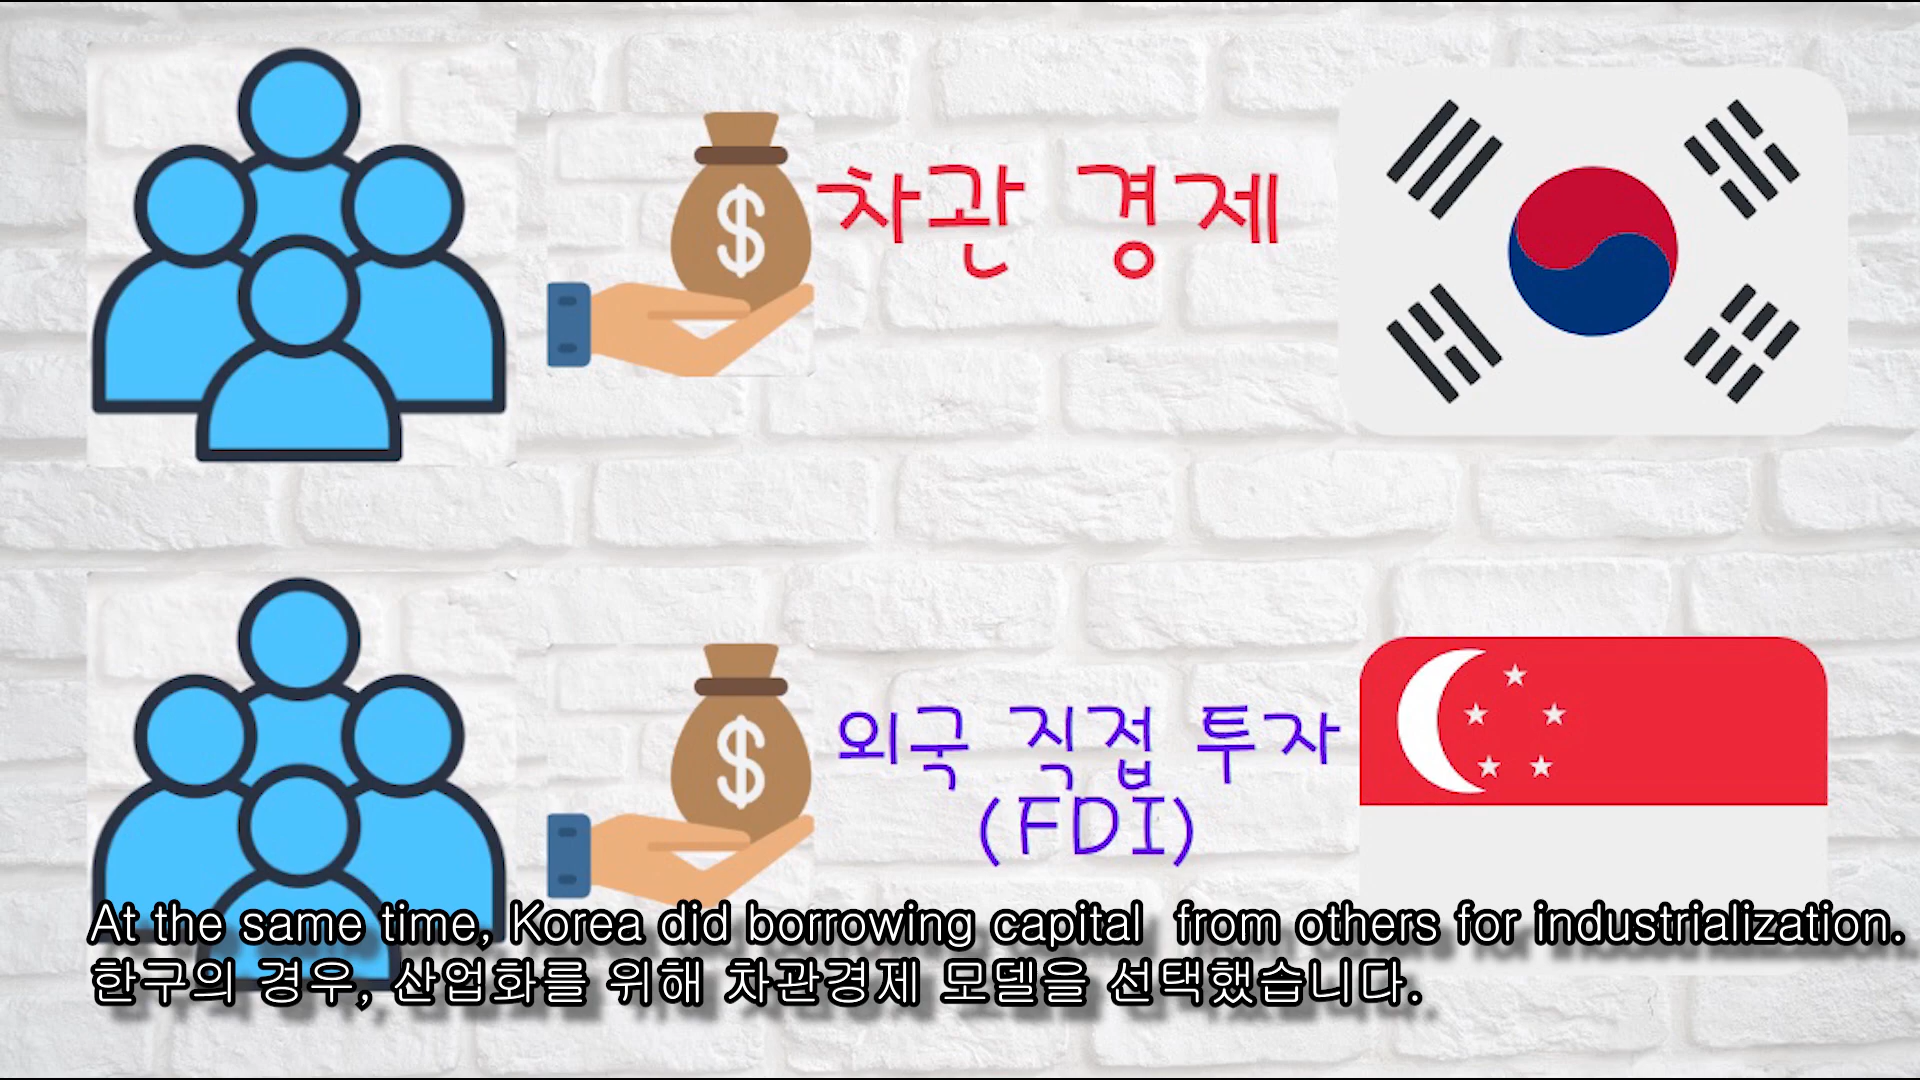 차관 경제
외국 직접 투자
(FDI)
At the same time, Korea did borrowing capital  from others for industrialization.
한구의 경우, 산업화를 위해 차관경제 모델을 선택했습니다.